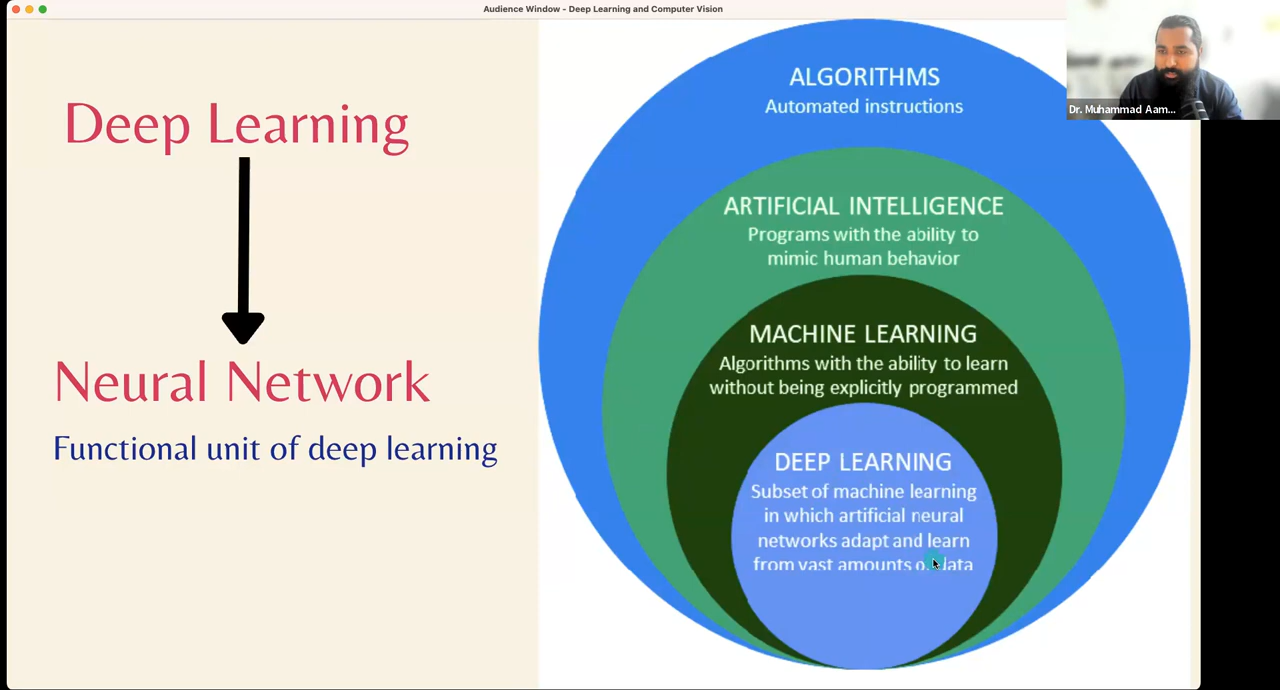 Audience Window - Deep Learning and Computer Vision
Dr. Muhammad Aam...
Deep Learning
Neural Network
Functional unit of deep learning
ALGORITHMS
Automated instructions
ARTIFICIAL INTELLIGENCE
Programs with the ability to
mimic human behavior
MACHINE LEARNING
Algorithms with the ability to learn
without being explicitly programmed
DEEP LEARNING
Subset of machine learning
in which artificial neural
networks adapt and learn
from vast amounts of data